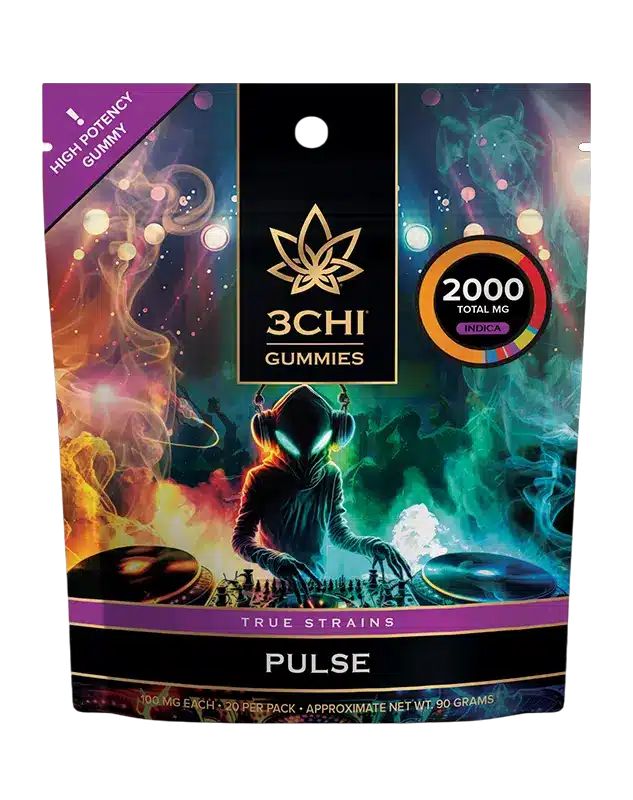 !
HIGH POTENCY
GUMMY
3CHI®
GUMMIES
2000
TOTAL MG
INDICA
TRUE STRAINS
PULSE
100 MG EACH • 20 PER PACK • APPROXIMATE NET WT. 90 GRAMS